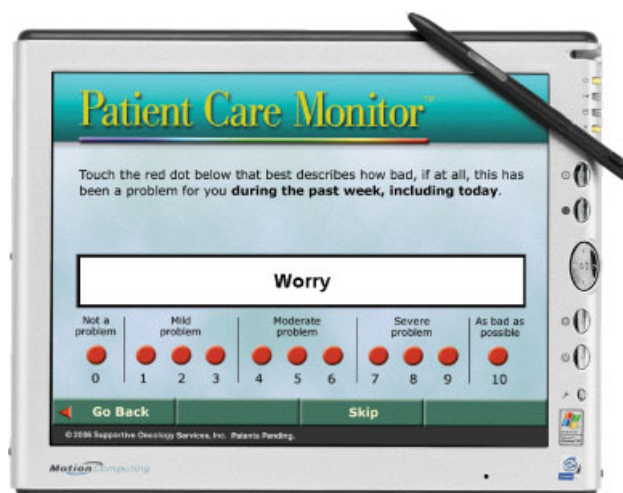 Patient Care Monitor™
Touch the red dot below that best describes how bad, if at all, this has
been a problem for you during the past week, including today.
Worry
Not a problem
Mild problem
Moderate problem
Severe problem
As bad as possible
0 1 2 3 4 5 6 7 8 9 10
Go Back Skip
© 2006 Supportive Oncology Services, Inc. Patents Pending.
Motion Computing